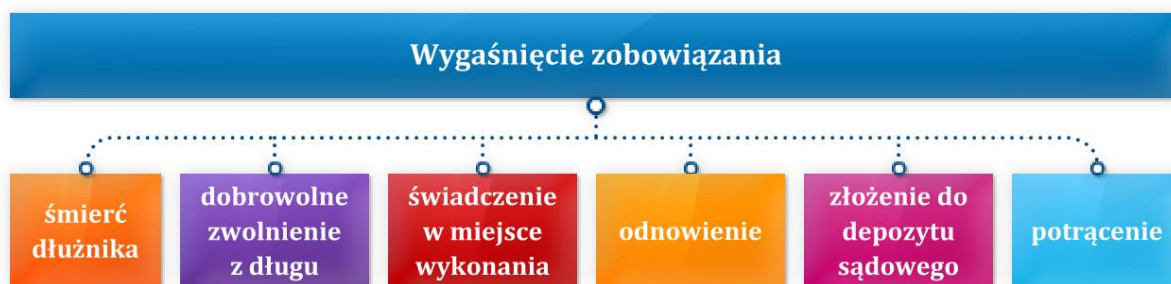 Wygaśnięcie zobowiązania
śmierć
dłużnika
dobrowolne
zwolnienie
z długu
świadczenie
w miejsce
wykonania
odnowienie
złożenie do
depozytu
sądowego
potrącenie